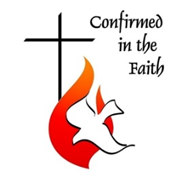 Confirmed
in the
Faith